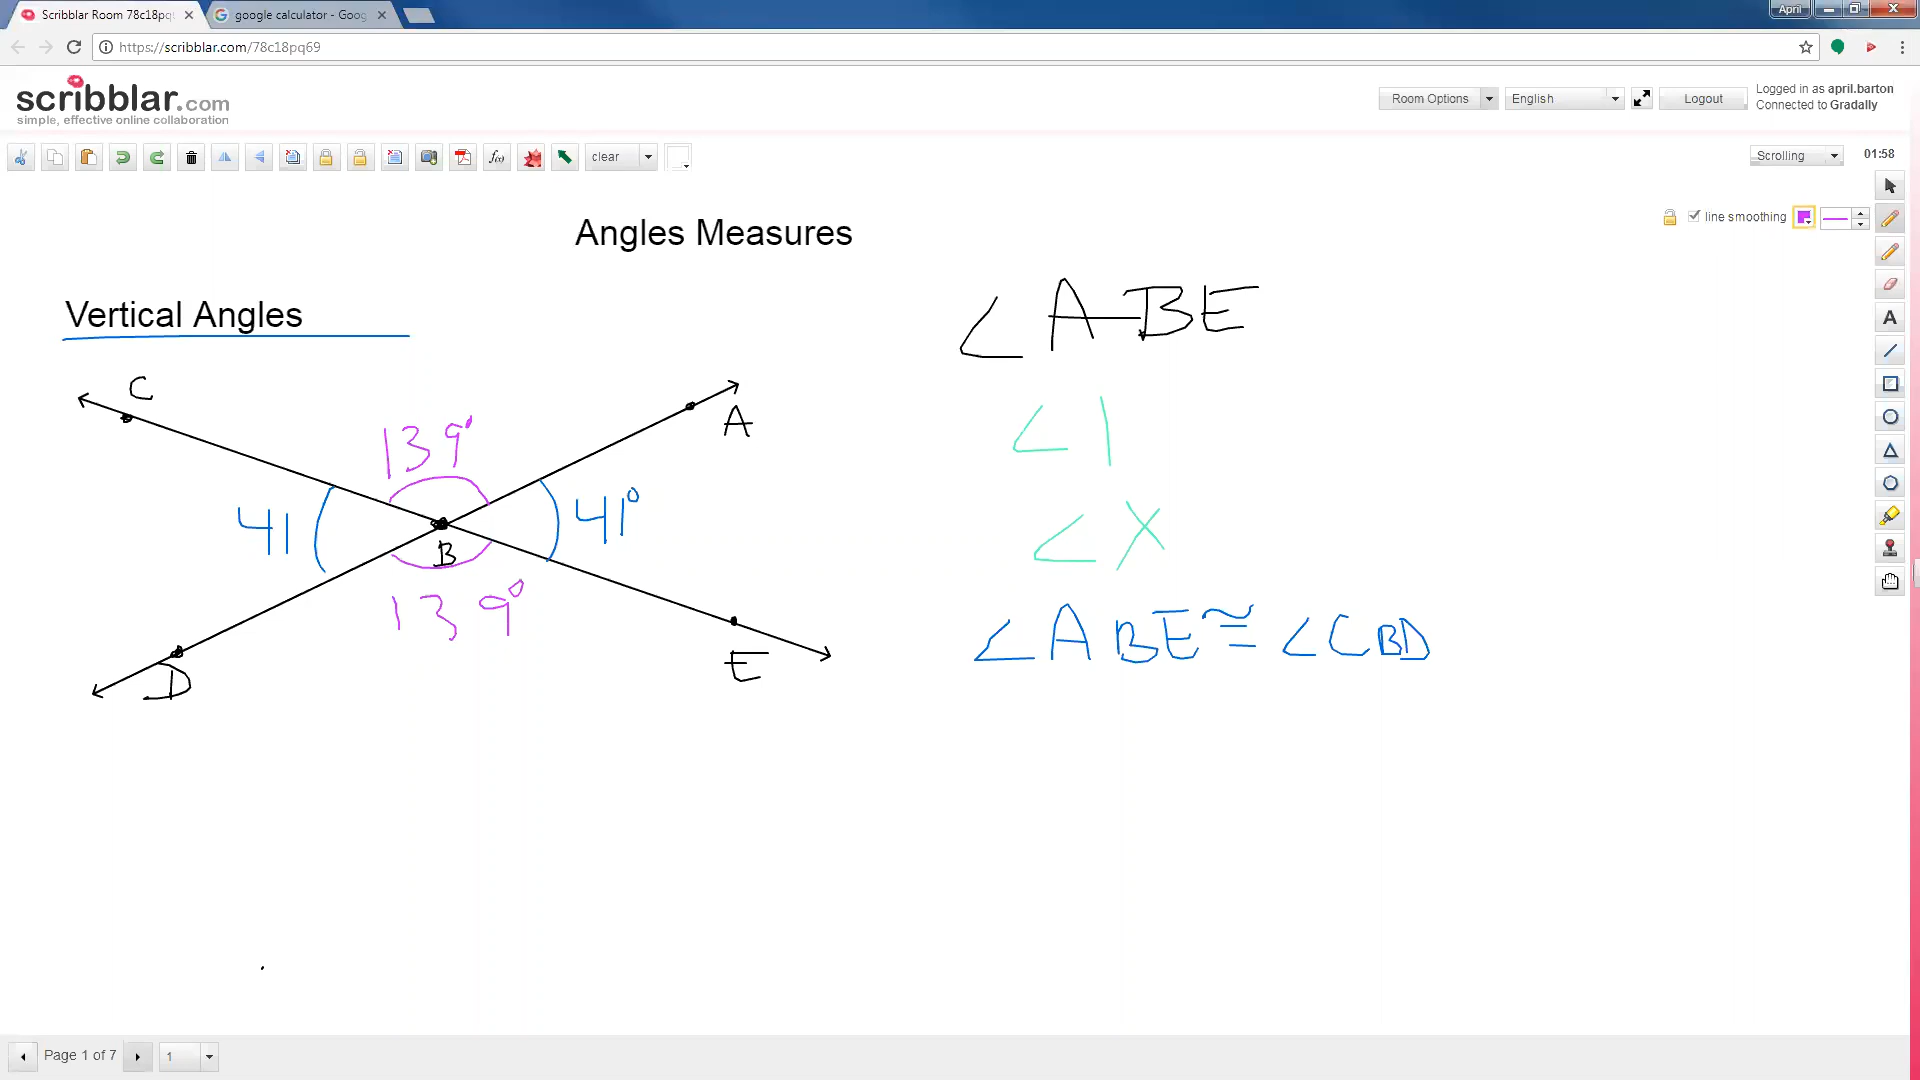 Scribblar Room 78c18pq
google calculator - Goog
April
https://scribblar.com/78c18pq69
scribblar.com
simple, effective online collaboration
Room Options
English
Logout
Logged in as april.barton
Connected to Gradally
f(x)
clear
Scrolling
01:58
line smoothing
A
Angles Measures
Vertical Angles
∠ABE
C
A
139°
∠1
41
41°
B
∠X
139°
∠ABE ≅ ∠CBD
D
E
Page 1 of 7
1